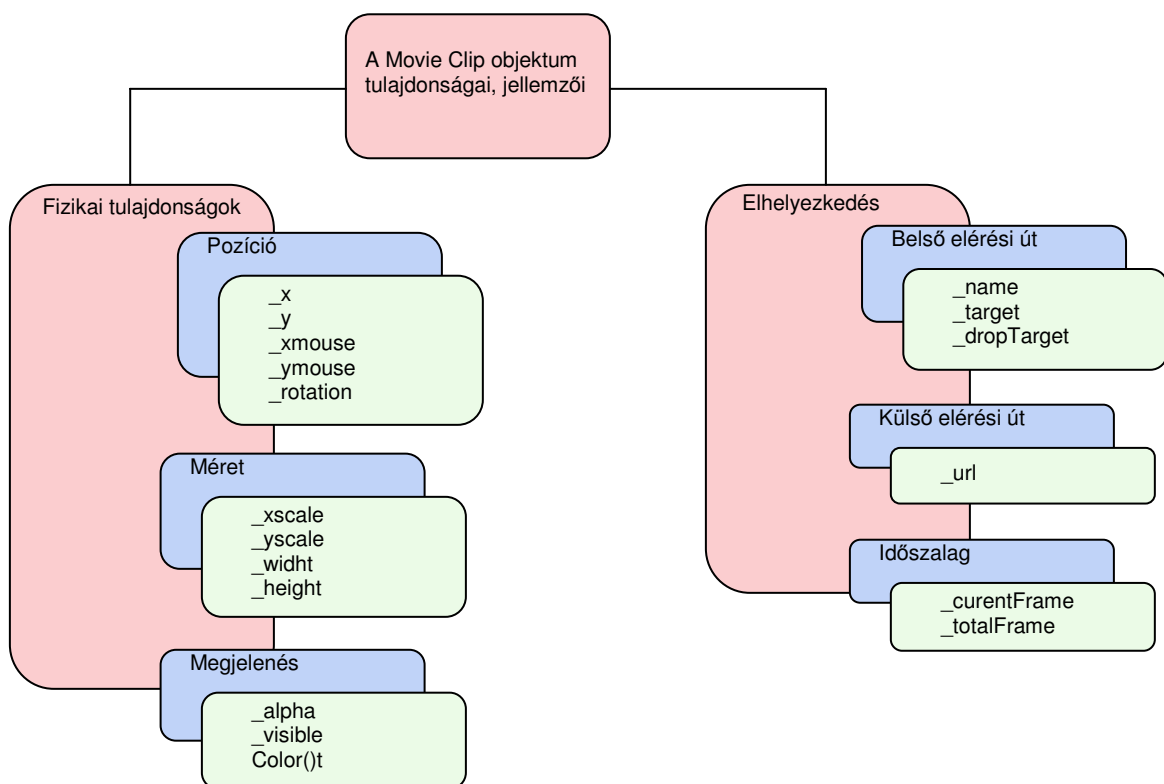 A Movie Clip objektum
tulajdonságai, jellemzői
Fizikai tulajdonságok
Pozíció
_x
_y
_xmouse
_ymouse
_rotation
Méret
_xscale
_yscale
_widht
_height
Megjelenés
_alpha
_visible
Color()t
Elhelyezkedés
Belső elérési út
_name
_target
_dropTarget
Külső elérési út
_url
Időszalag
_curentFrame
_totalFrame